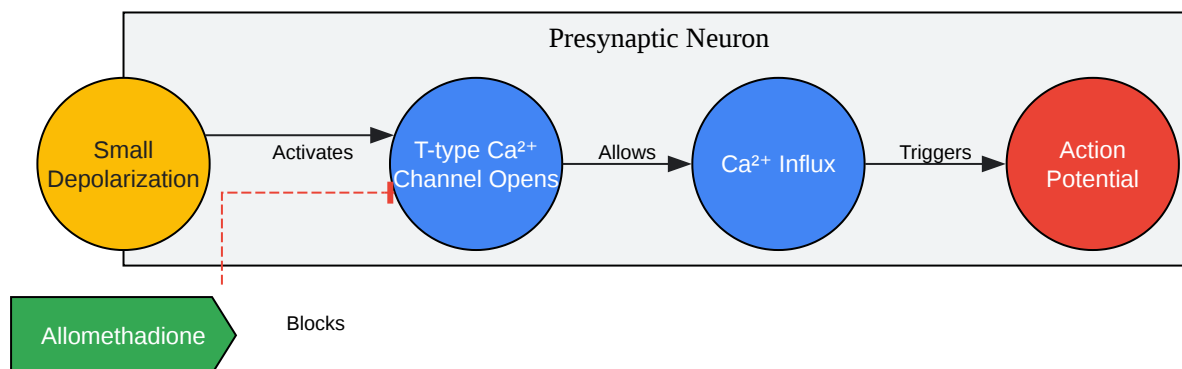 Presynaptic Neuron
Small
Depolarization
Activates
T-type Ca²⁺
Channel Opens
Allows
Ca²⁺ Influx
Triggers
Action
Potential
Allomethadione
Blocks